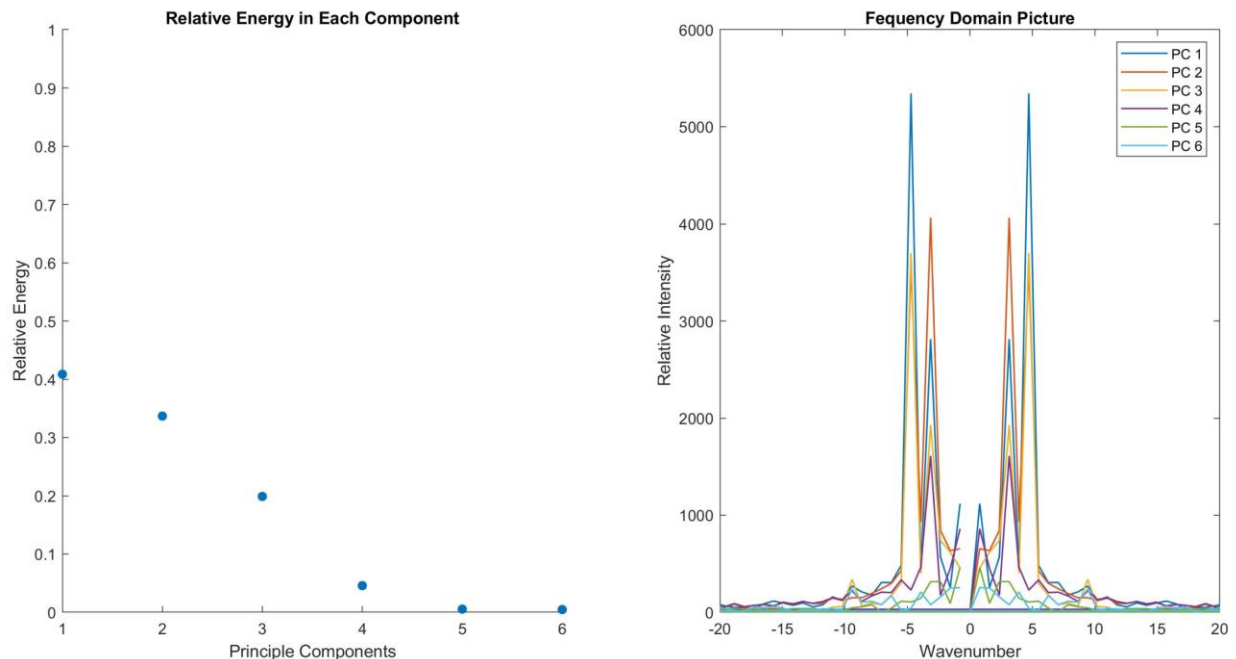 Relative Energy in Each Component
1
0.9
0.8
0.7
0.6
0.5
0.4
0.3
0.2
0.1
0
Relative Energy
1 2 3 4 5 6
Principle Components
Fequency Domain Picture
6000
5000
4000
3000
2000
1000
0
Relative Intensity
-20 -15 -10 -5 0 5 10 15 20
Wavenumber
PC 1
PC 2
PC 3
PC 4
PC 5
PC 6